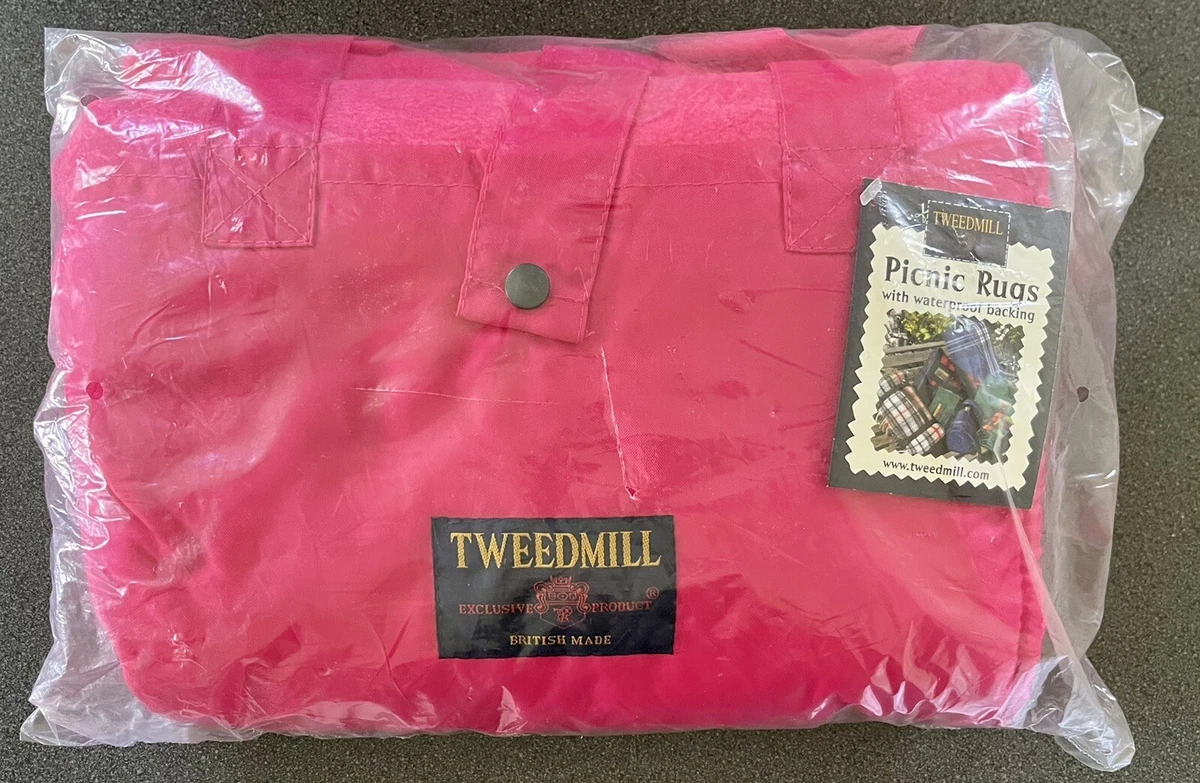 TWEEDMILL
Picnic Rugs
with waterproof backing
www.tweedmill.com
TWEEDMILL
EXCLUSIVE PRODUCT ®
BRITISH MADE